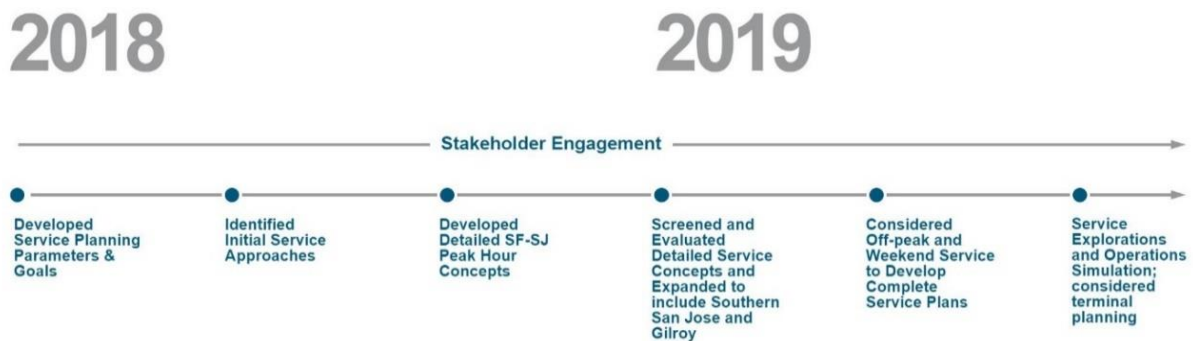 2018
2019
Stakeholder Engagement
Developed
Service Planning
Parameters &
Goals
Identified
Initial Service
Approaches
Developed
Detailed SF-SJ
Peak Hour
Concepts
Screened and
Evaluated
Detailed Service
Concepts and
Expanded to
include Southern
San Jose and
Gilroy
Considered
Off-peak and
Weekend Service
to Develop
Complete
Service Plans
Service
Explorations
and Operations
Simulation;
considered
terminal
planning